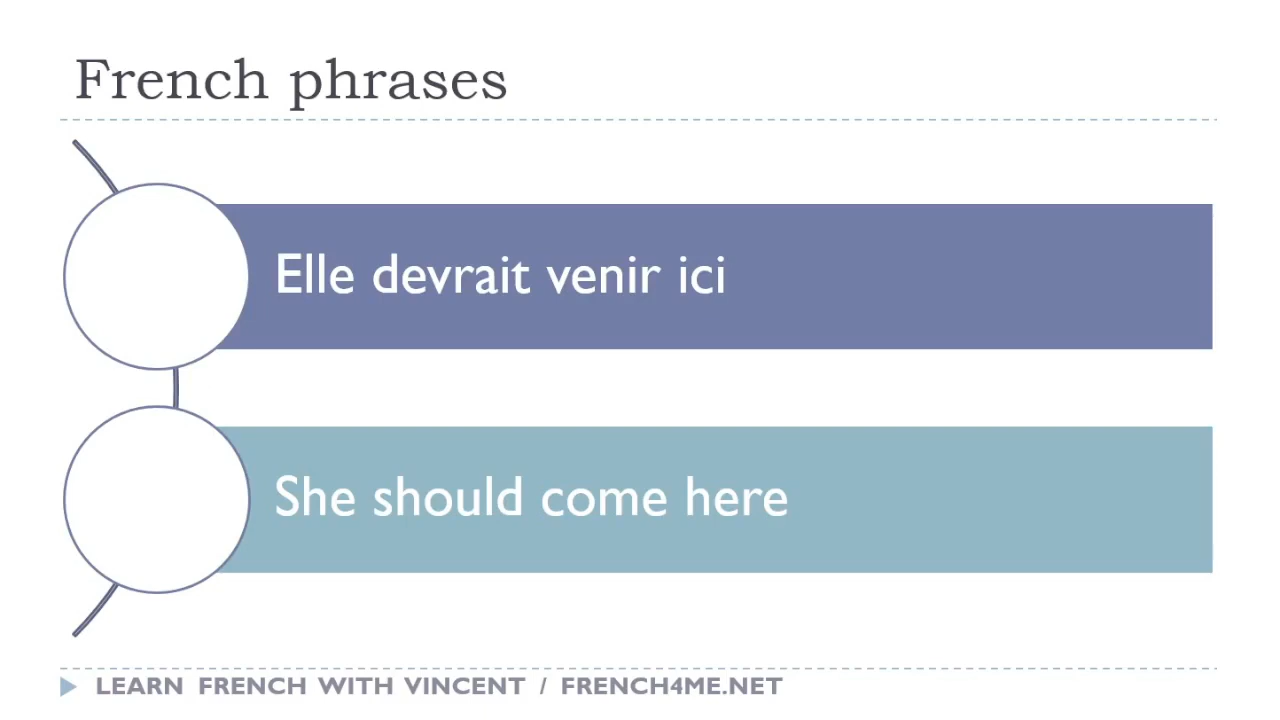 French phrases
Elle devrait venir ici
She should come here
LEARN FRENCH WITH VINCENT / FRENCH4ME.NET